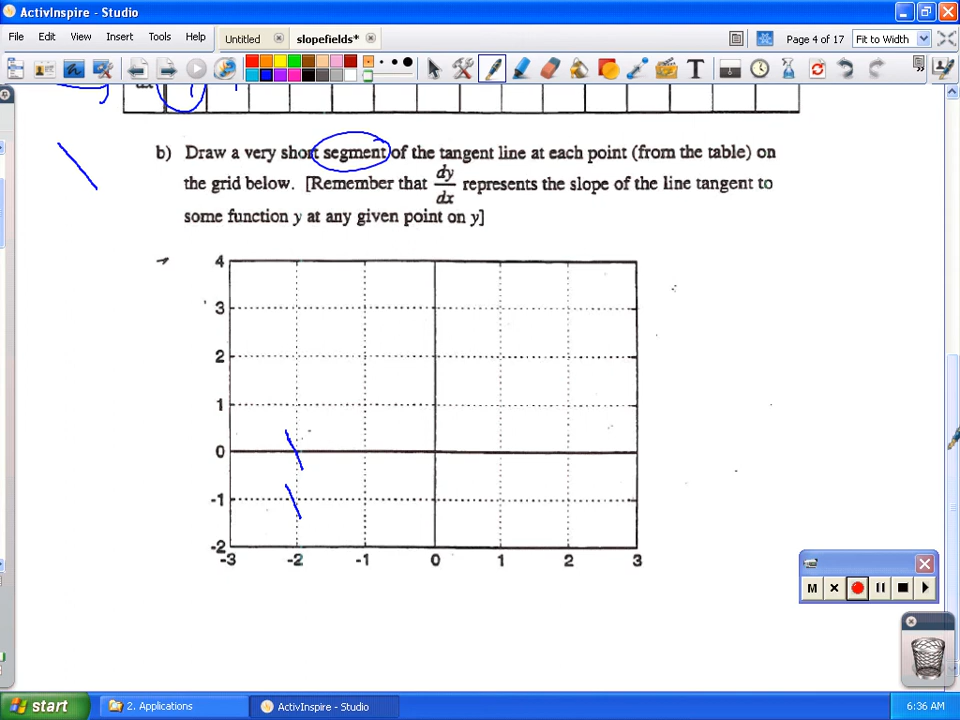 ActivInspire - Studio
File Edit View Insert Tools Help Untitled slopefields* Page 4 of 17 Fit to Width
dx
b) Draw a very short segment of the tangent line at each point (from the table) on
the grid below. [Remember that dy/dx represents the slope of the line tangent to
some function y at any given point on y]
4
3
2
1
0
-1
-2
-3 -2 -1 0 1 2 3
M
start 2. Applications ActivInspire - Studio 6:36 AM